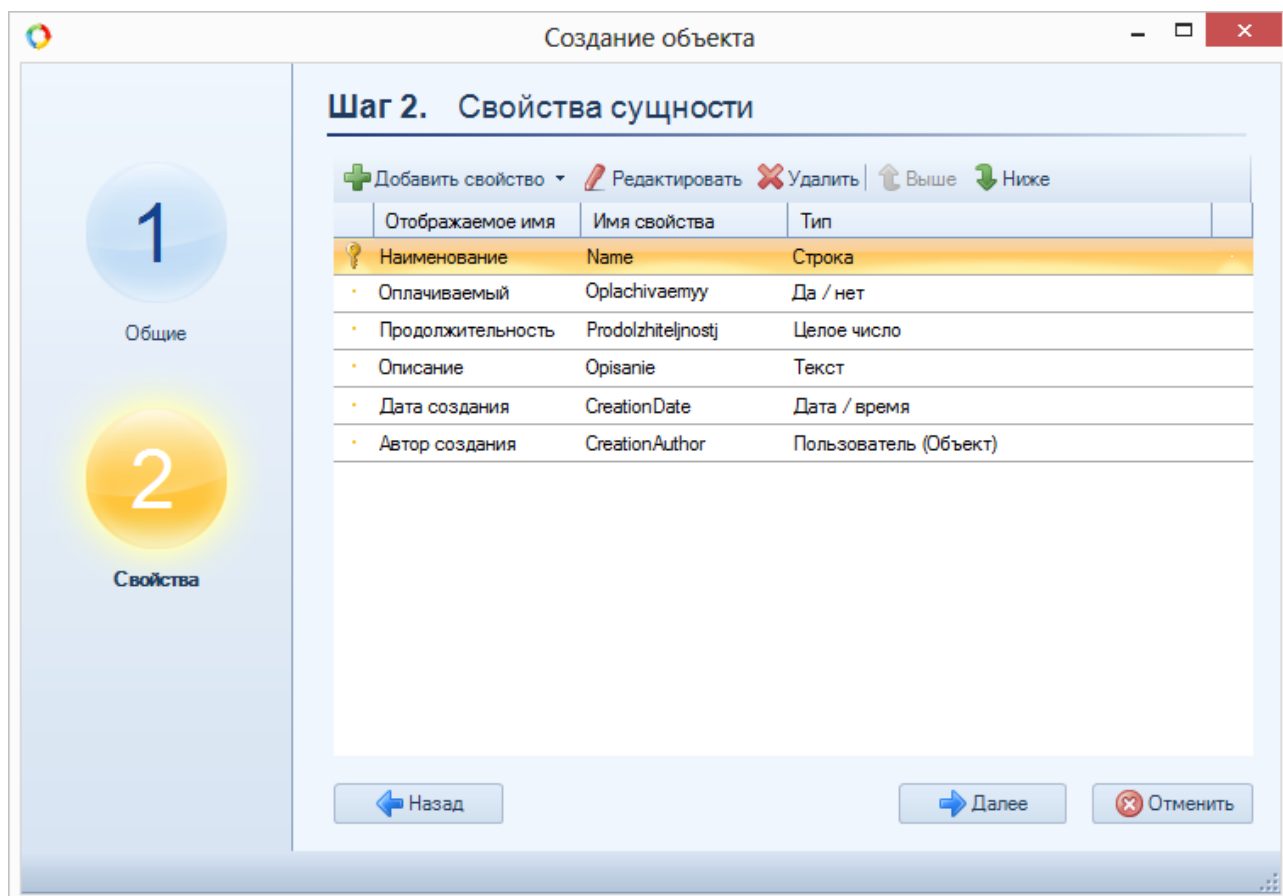 Создание объекта
Шаг 2. Свойства сущности
Добавить свойство Редактировать Удалить Выше Ниже
Отображаемое имя Имя свойства Тип
Наименование Name Строка
Оплачиваемый Oplachivaemyy Да / нет
Продолжительность Prodolzhiteljnostj Целое число
Описание Opisanie Текст
Дата создания CreationDate Дата / время
Автор создания CreationAuthor Пользователь (Объект)
1
Общие
2
Свойства
Назад Далее Отменить